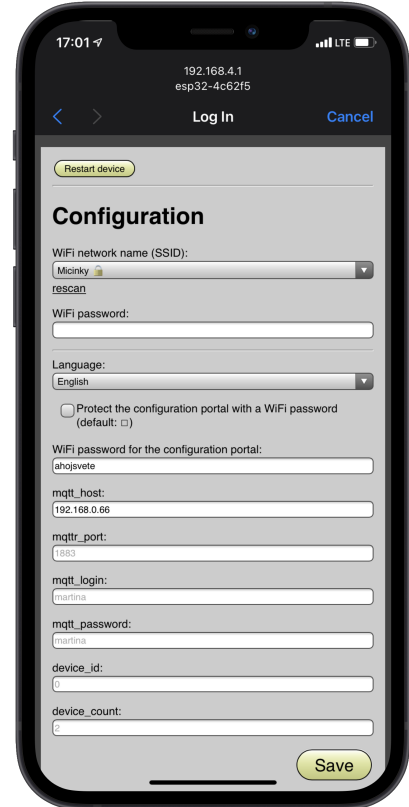 17:01
LTE
192.168.4.1
esp32-4c62f5
Log In
Cancel
Restart device
Configuration
WiFi network name (SSID):
Micinky
rescan
WiFi password:
Language:
English
Protect the configuration portal with a WiFi password
(default: □)
WiFi password for the configuration portal:
ahojsvete
mqtt_host:
192.168.0.66
mqttr_port:
1883
mqtt_login:
martina
mqtt_password:
martina
device_id:
0
device_count:
2
Save